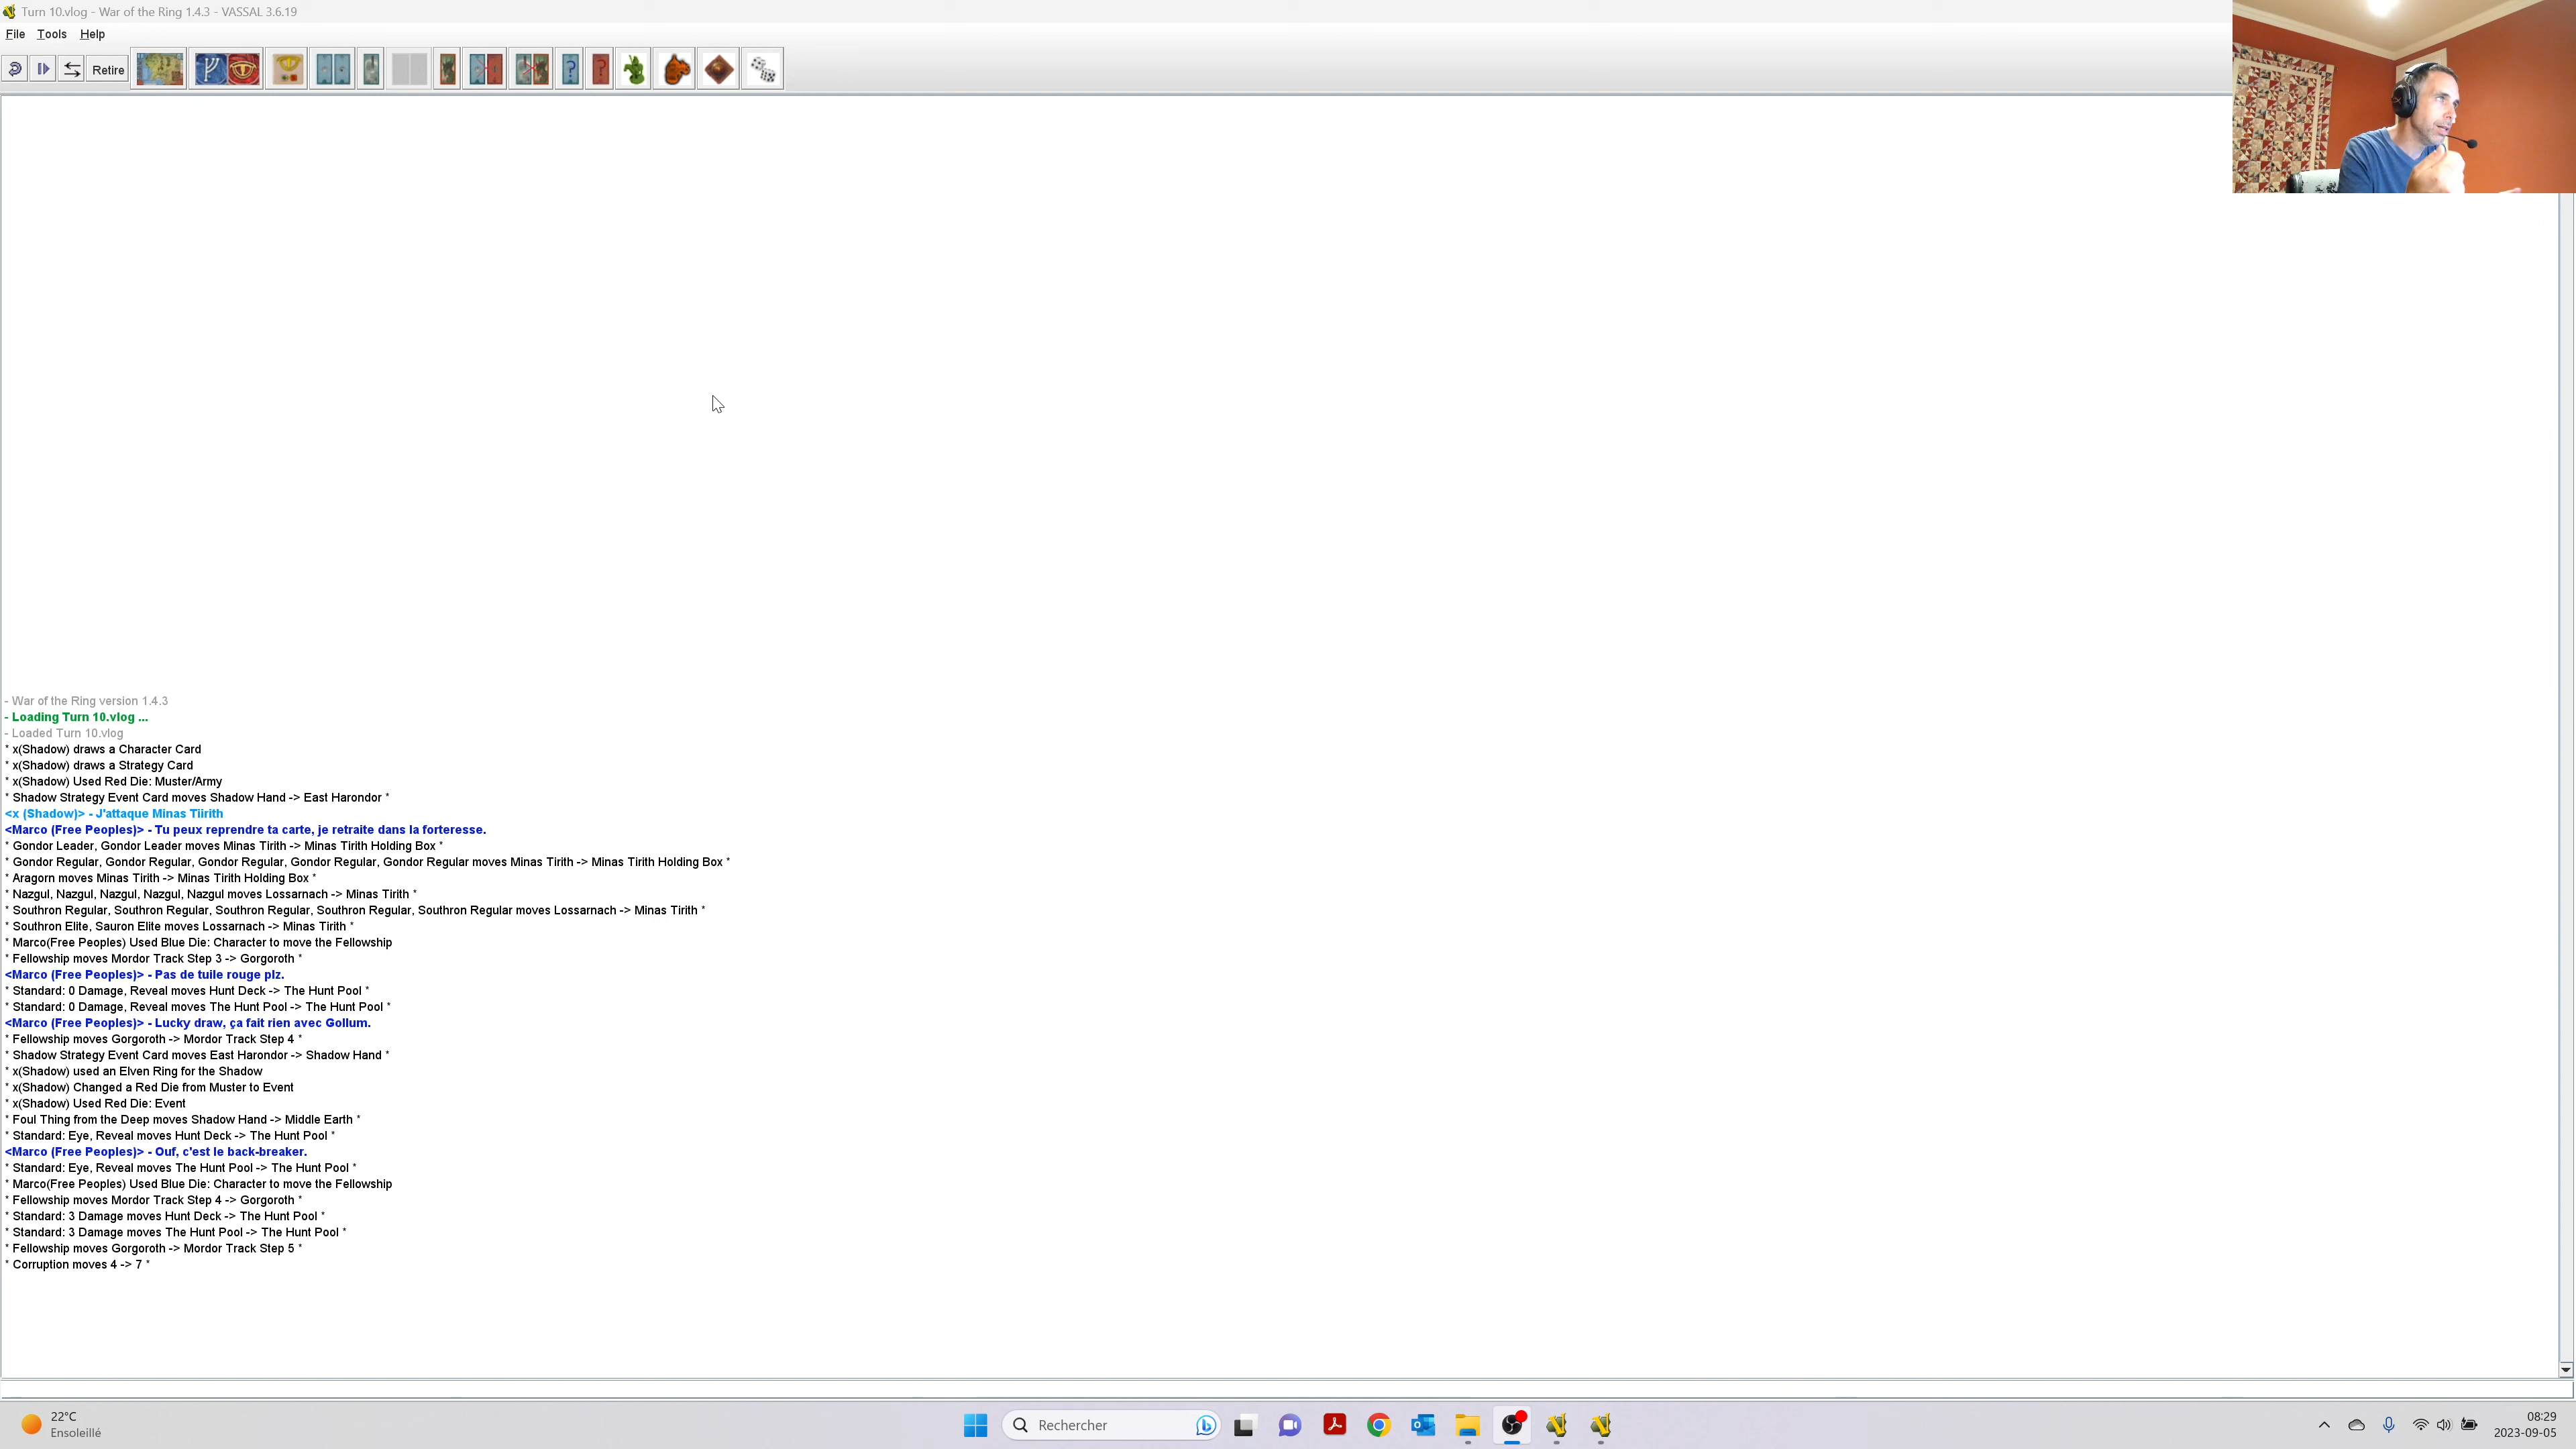 Turn 10.vlog - War of the Ring 1.4.3 - VASSAL 3.6.19
File Tools Help
Retire
- War of the Ring version 1.4.3
- Loading Turn 10.vlog ...
- Loaded Turn 10.vlog
* x(Shadow) draws a Character Card
* x(Shadow) draws a Strategy Card
* x(Shadow) Used Red Die: Muster/Army
* Shadow Strategy Event Card moves Shadow Hand -> East Harondor *
<x (Shadow)> - J'attaque Minas Tiirith
<Marco (Free Peoples)> - Tu peux reprendre ta carte, je retraite dans la forteresse.
* Gondor Leader, Gondor Leader moves Minas Tirith -> Minas Tirith Holding Box *
* Gondor Regular, Gondor Regular, Gondor Regular, Gondor Regular, Gondor Regular moves Minas Tirith -> Minas Tirith Holding Box *
* Aragorn moves Minas Tirith -> Minas Tirith Holding Box *
* Nazgul, Nazgul, Nazgul, Nazgul, Nazgul moves Lossarnach -> Minas Tirith *
* Southron Regular, Southron Regular, Southron Regular, Southron Regular, Southron Regular moves Lossarnach -> Minas Tirith *
* Southron Elite, Sauron Elite moves Lossarnach -> Minas Tirith *
* Marco(Free Peoples) Used Blue Die: Character to move the Fellowship
* Fellowship moves Mordor Track Step 3 -> Gorgoroth *
<Marco (Free Peoples)> - Pas de tuile rouge plz.
* Standard: 0 Damage, Reveal moves Hunt Deck -> The Hunt Pool *
* Standard: 0 Damage, Reveal moves The Hunt Pool -> The Hunt Pool *
<Marco (Free Peoples)> - Lucky draw, ça fait rien avec Gollum.
* Fellowship moves Gorgoroth -> Mordor Track Step 4 *
* Shadow Strategy Event Card moves East Harondor -> Shadow Hand *
* x(Shadow) used an Elven Ring for the Shadow
* x(Shadow) Changed a Red Die from Muster to Event
* x(Shadow) Used Red Die: Event
* Foul Thing from the Deep moves Shadow Hand -> Middle Earth *
* Standard: Eye, Reveal moves Hunt Deck -> The Hunt Pool *
<Marco (Free Peoples)> - Ouf, c'est le back-breaker.
* Standard: Eye, Reveal moves The Hunt Pool -> The Hunt Pool *
* Marco(Free Peoples) Used Blue Die: Character to move the Fellowship
* Fellowship moves Mordor Track Step 4 -> Gorgoroth *
* Standard: 3 Damage moves Hunt Deck -> The Hunt Pool *
* Standard: 3 Damage moves The Hunt Pool -> The Hunt Pool *
* Fellowship moves Gorgoroth -> Mordor Track Step 5 *
* Corruption moves 4 -> 7 *
22°C
Ensoleillé
Rechercher
08:29
2023-09-05